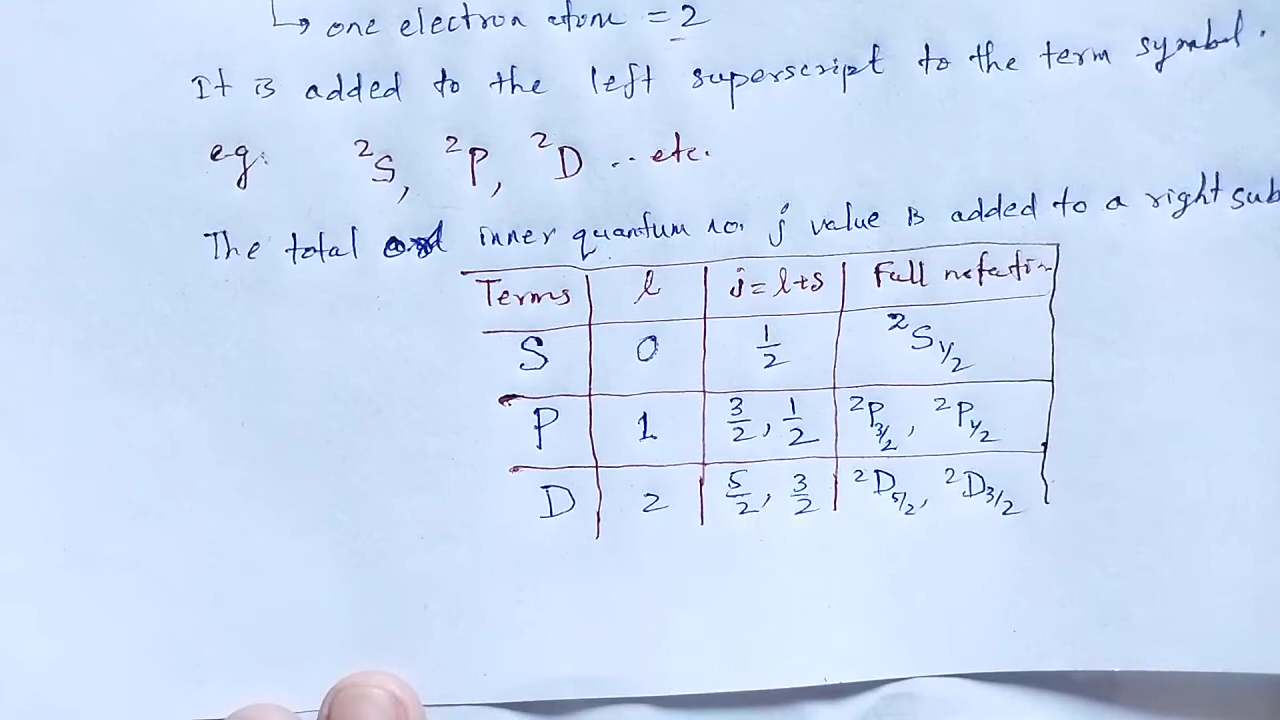 ↳ one electron atom = 2
It is added to the left superscript to the term symbol.
eg: ²S, ²P, ²D ... etc.
The total inner quantum no. j value is added to a right sub
Terms | l | j = l+s | Full notation
S | 0 | 1/2 | ²S₁/₂
P | 1 | 3/2, 1/2 | ²P₃/₂, ²P₁/₂
D | 2 | 5/2, 3/2 | ²D₅/₂, ²D₃/₂